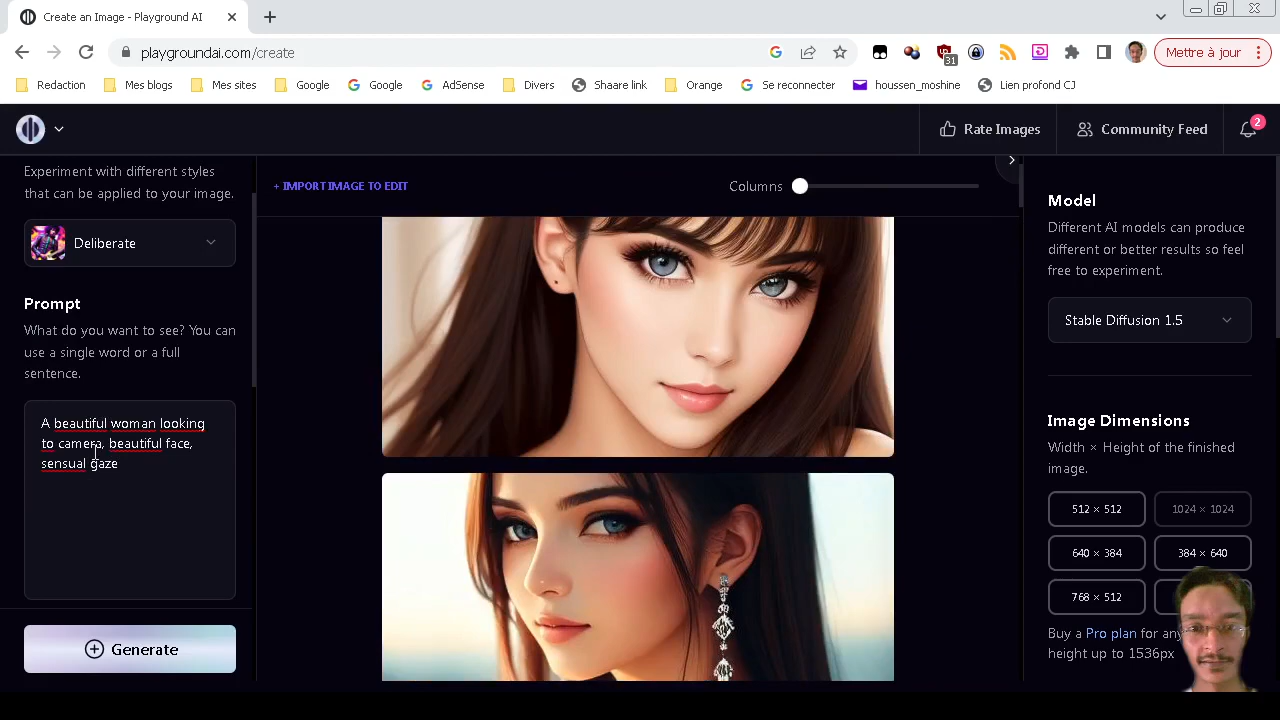 Create an Image - Playground AI
playgroundai.com/create
31
Mettre à jour
Redaction
Mes blogs
Mes sites
Google
Google
AdSense
Divers
Shaare link
Orange
Se reconnecter
houssen_moshine
Lien profond CJ
Rate Images
Community Feed
2
Experiment with different styles
that can be applied to your image.
Deliberate
Prompt
What do you want to see? You can
use a single word or a full
sentence.
A beautiful woman looking
to camera, beautiful face,
sensual gaze
Generate
+ IMPORT IMAGE TO EDIT
Columns
Model
Different AI models can produce
different or better results so feel
free to experiment.
Stable Diffusion 1.5
Image Dimensions
Width × Height of the finished
image.
512 × 512
1024 × 1024
640 × 384
384 × 640
768 × 512
Buy a Pro plan for any
height up to 1536px